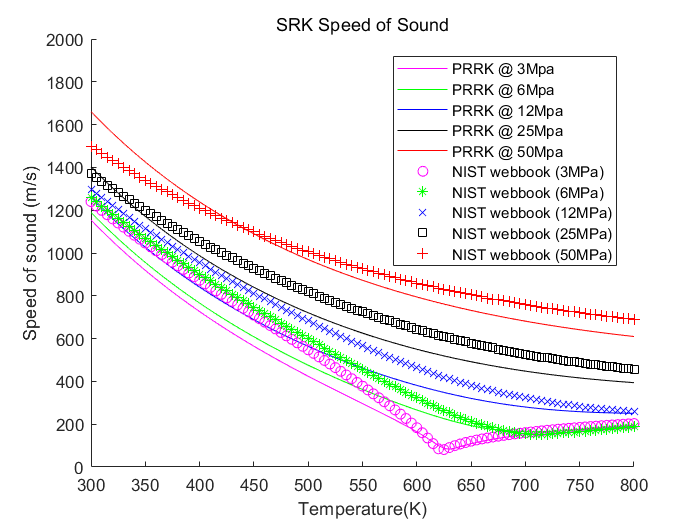 SRK Speed of Sound
2000
1800
1600
1400
1200
1000
800
600
400
200
0
Speed of sound (m/s)
PRRK @ 3Mpa
PRRK @ 6Mpa
PRRK @ 12Mpa
PRRK @ 25Mpa
PRRK @ 50Mpa
NIST webbook (3MPa)
NIST webbook (6MPa)
NIST webbook (12MPa)
NIST webbook (25MPa)
NIST webbook (50MPa)
300 350 400 450 500 550 600 650 700 750 800
Temperature(K)